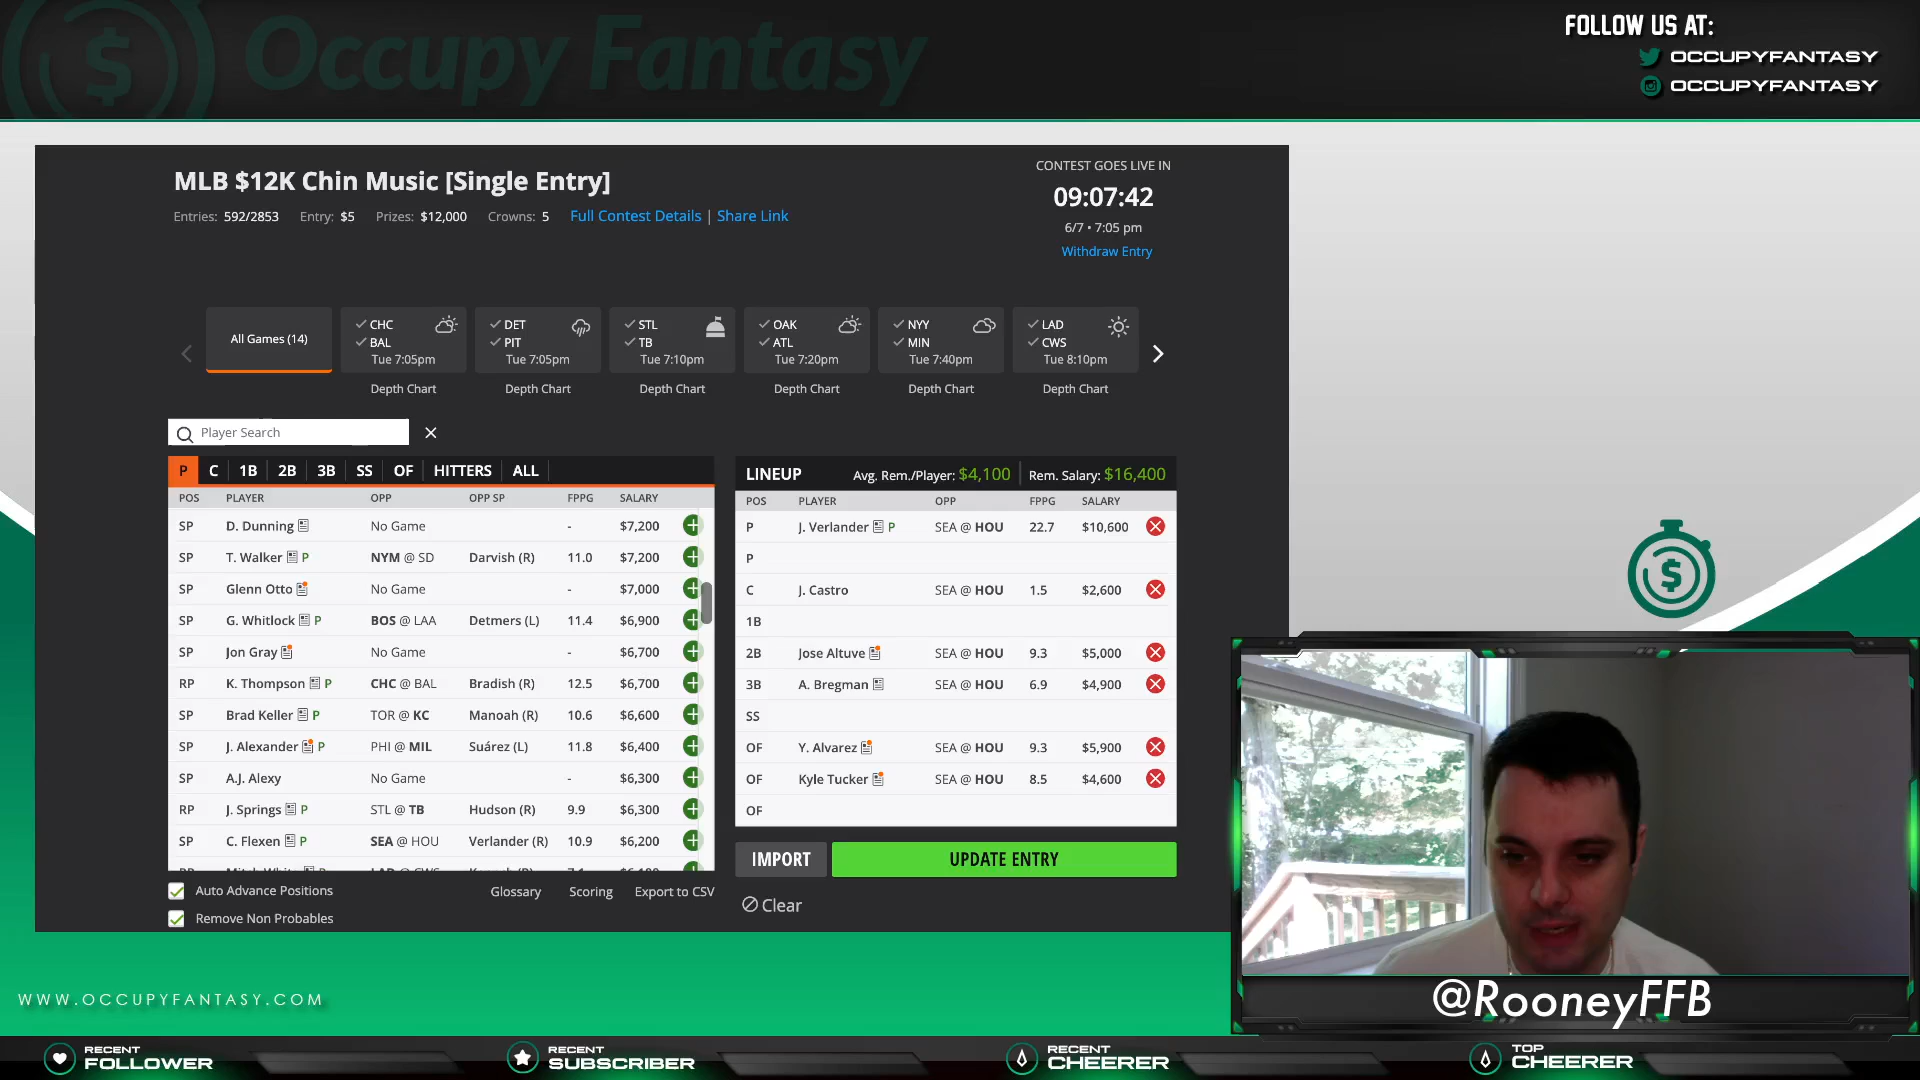 Occupy Fantasy
FOLLOW US AT:
OCCUPYFANTASY
OCCUPYFANTASY
MLB $12K Chin Music [Single Entry]
Entries: 592/2853 Entry: $5 Prizes: $12,000 Crowns: 5 Full Contest Details | Share Link
CONTEST GOES LIVE IN
09:07:42
6/7 • 7:05 pm
Withdraw Entry
All Games (14)
CHC
BAL
Tue 7:05pm
Depth Chart
DET
PIT
Tue 7:05pm
Depth Chart
STL
TB
Tue 7:10pm
Depth Chart
OAK
ATL
Tue 7:20pm
Depth Chart
NYY
MIN
Tue 7:40pm
Depth Chart
LAD
CWS
Tue 8:10pm
Depth Chart
Player Search
P C 1B 2B 3B SS OF HITTERS ALL
POS PLAYER OPP OPP SP FPPG SALARY
SP D. Dunning No Game - $7,200
SP T. Walker P NYM @ SD Darvish (R) 11.0 $7,200
SP Glenn Otto No Game - $7,000
SP G. Whitlock P BOS @ LAA Detmers (L) 11.4 $6,900
SP Jon Gray No Game - $6,700
RP K. Thompson P CHC @ BAL Bradish (R) 12.5 $6,700
SP Brad Keller P TOR @ KC Manoah (R) 10.6 $6,600
SP J. Alexander P PHI @ MIL Suárez (L) 11.8 $6,400
SP A.J. Alexy No Game - $6,300
RP J. Springs P STL @ TB Hudson (R) 9.9 $6,300
SP C. Flexen P SEA @ HOU Verlander (R) 10.9 $6,200
Auto Advance Positions
Remove Non Probables
Glossary Scoring Export to CSV
LINEUP Avg. Rem./Player: $4,100 Rem. Salary: $16,400
POS PLAYER OPP FPPG SALARY
P J. Verlander P SEA @ HOU 22.7 $10,600
P
C J. Castro SEA @ HOU 1.5 $2,600
1B
2B Jose Altuve SEA @ HOU 9.3 $5,000
3B A. Bregman SEA @ HOU 6.9 $4,900
SS
OF Y. Alvarez SEA @ HOU 9.3 $5,900
OF Kyle Tucker SEA @ HOU 8.5 $4,600
OF
IMPORT UPDATE ENTRY
Clear
@RooneyFFB
WWW.OCCUPYFANTASY.COM
RECENT
FOLLOWER
RECENT
SUBSCRIBER
RECENT
CHEERER
TOP
CHEERER